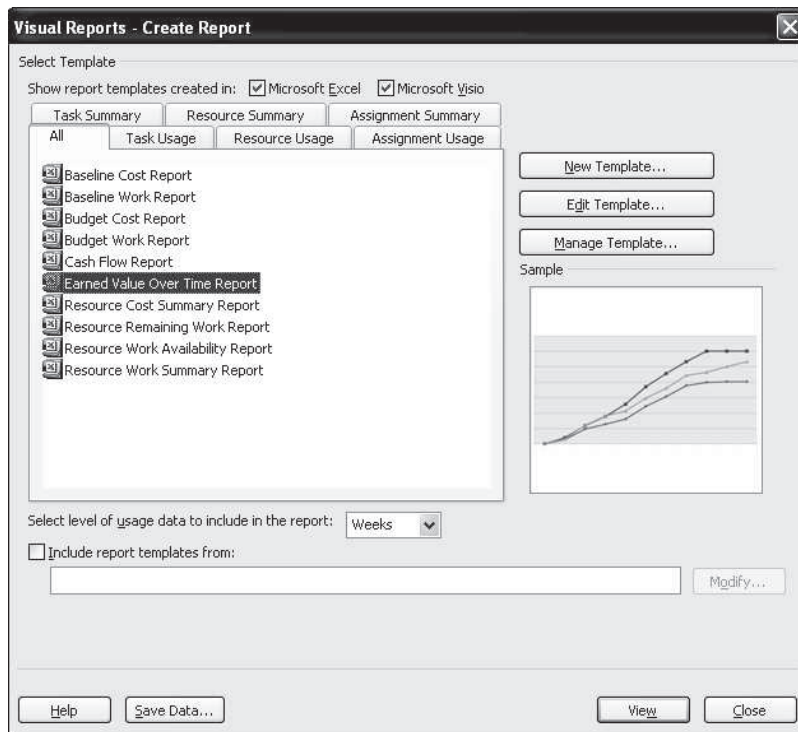 Visual Reports - Create Report
Select Template
Show report templates created in: Microsoft Excel Microsoft Visio
Task Summary Resource Summary Assignment Summary
All Task Usage Resource Usage Assignment Usage
Baseline Cost Report
Baseline Work Report
Budget Cost Report
Budget Work Report
Cash Flow Report
Earned Value Over Time Report
Resource Cost Summary Report
Resource Remaining Work Report
Resource Work Availability Report
Resource Work Summary Report
New Template...
Edit Template...
Manage Template...
Sample
Select level of usage data to include in the report: Weeks
Include report templates from:
Modify...
Help Save Data... View Close